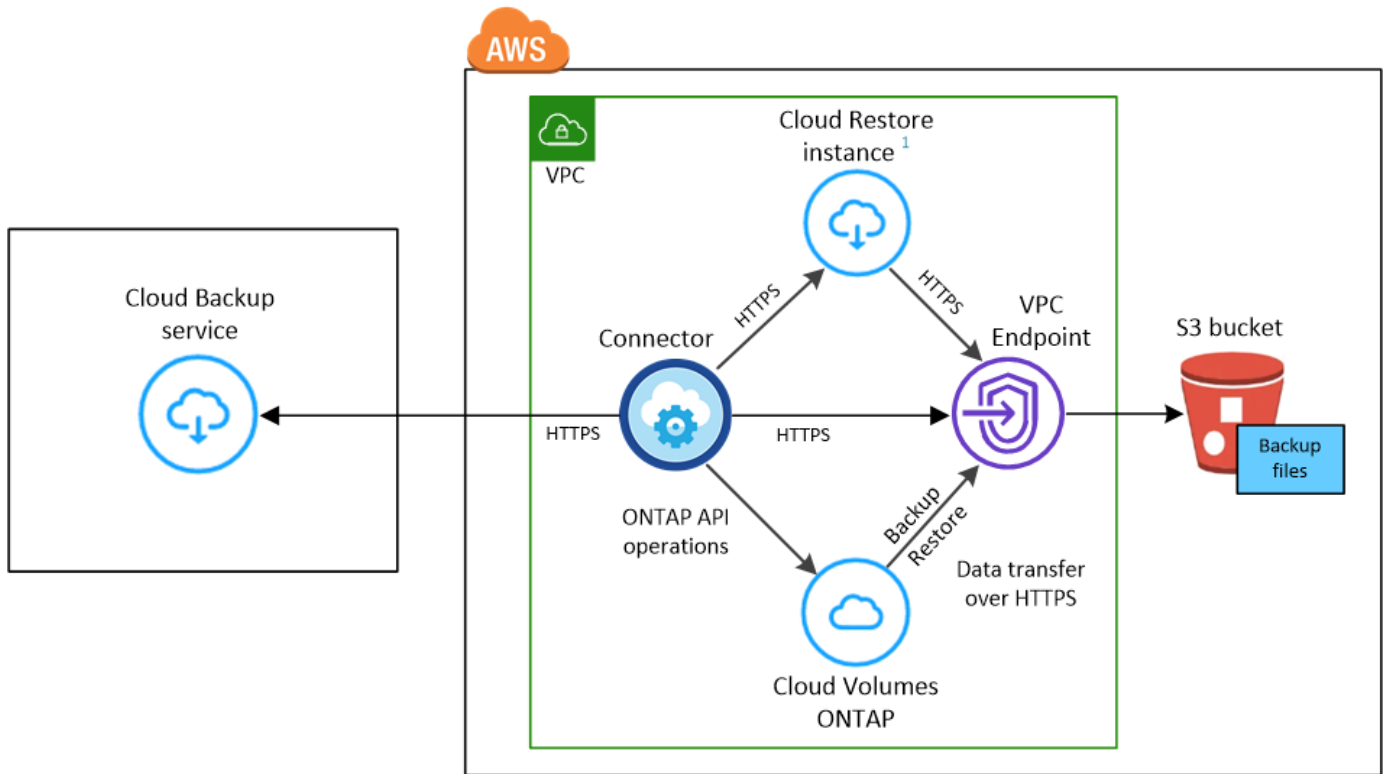 AWS
VPC
Cloud Restore
instance 1
HTTPS
HTTPS
VPC
Endpoint
Connector
S3 bucket
Cloud Backup
service
HTTPS
HTTPS
Backup
files
ONTAP API
operations
Backup
Restore
Data transfer
over HTTPS
Cloud Volumes
ONTAP